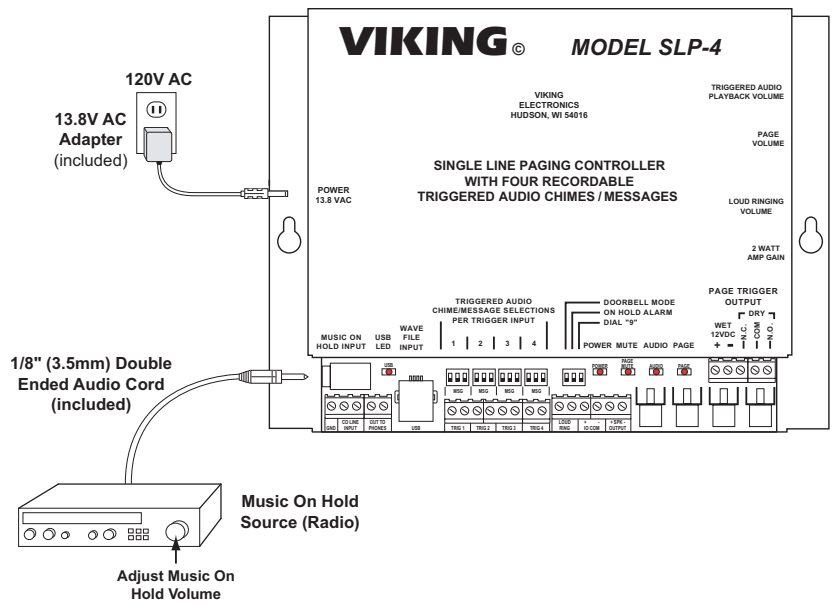 VIKING ©
MODEL SLP-4
120V AC
13.8V AC
Adapter
(included)
VIKING
ELECTRONICS
HUDSON, WI 54016
TRIGGERED AUDIO
PLAYBACK VOLUME
PAGE
VOLUME
SINGLE LINE PAGING CONTROLLER
WITH FOUR RECORDABLE
TRIGGERED AUDIO CHIMES / MESSAGES
POWER
13.8 VAC
LOUD RINGING
VOLUME
2 WATT
AMP GAIN
PAGE TRIGGER
OUTPUT
DRY
WET
12VDC
+ -
N.C.
COM
N.O.
TRIGGERED AUDIO
CHIME/MESSAGE SELECTIONS
PER TRIGGER INPUT
1 2 3 4
DOORBELL MODE
ON HOLD ALARM
DIAL "9"
MUSIC ON
HOLD INPUT
USB
LED
WAVE
FILE
INPUT
POWER MUTE AUDIO PAGE
USB
MSG MSG MSG MSG
POWER
PAGE
MUTE
AUDIO
PAGE
GND
CO LINE
INPUT
OUT TO
PHONES
USB
TRIG 1
TRIG 2
TRIG 3
TRIG 4
LOUD
RING
+ -
IO COM
+ SPK -
OUTPUT
1/8" (3.5mm) Double
Ended Audio Cord
(included)
Music On Hold
Source (Radio)
Adjust Music On
Hold Volume